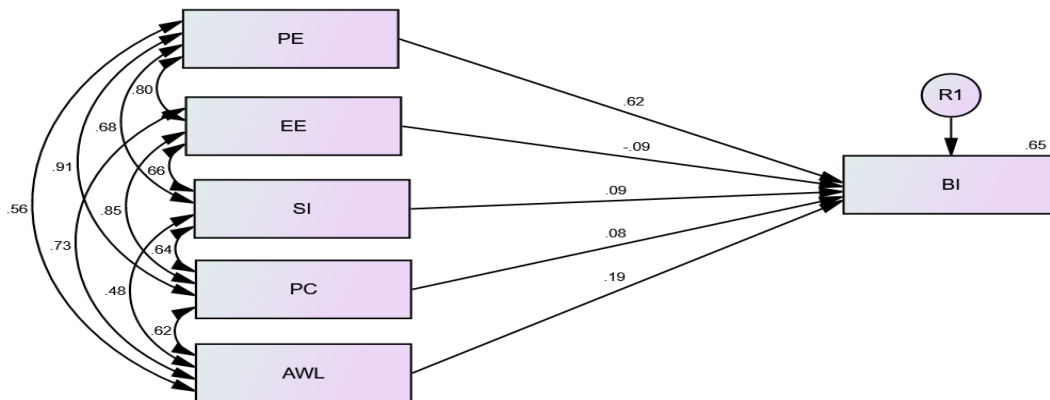 PE
.62
.80
R1
EE
.68
-.09
.65
BI
.91
66
.09
SI
.56
.85
.08
.73
.64
.19
PC
.48
.62
AWL